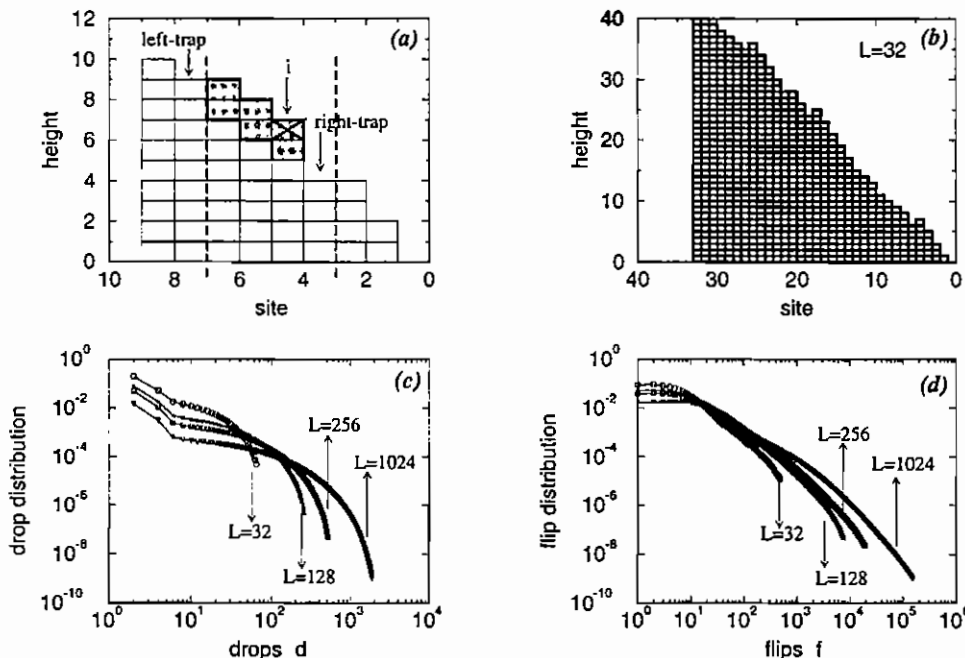 12
10
8
6
4
2
0
height
left-trap
i
right-trap
(a)
10 8 6 4 2 0
site
40
30
20
10
0
height
(b)
L=32
40 30 20 10 0
site
10^0
10^-2
10^-4
10^-6
10^-8
10^-10
drop distribution
(c)
L=256
L=1024
L=32
L=128
10^0 10^1 10^2 10^3 10^4
drops d
10^0
10^-2
10^-4
10^-6
10^-8
10^-10
flip distribution
(d)
L=256
L=1024
L=32
L=128
10^0 10^1 10^2 10^3 10^4 10^5 10^6
flips f